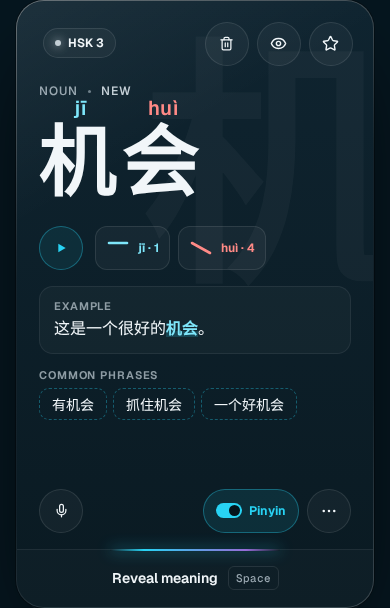 HSK 3
NOUN • NEW
jī huì
机会
jī · 1 huì · 4
EXAMPLE
这是一个很好的机会。
COMMON PHRASES
有机会 抓住机会 一个好机会
Pinyin
Reveal meaning Space